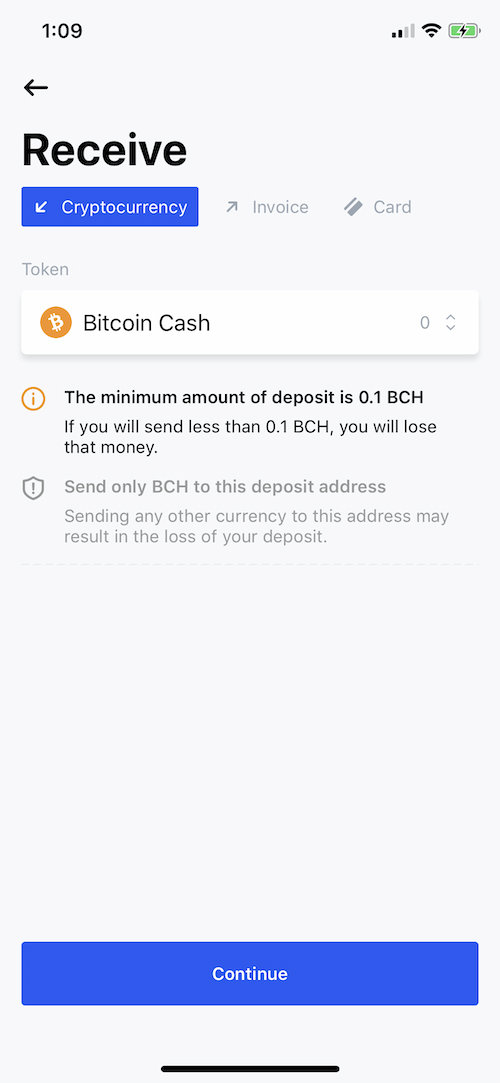 1:09
Receive
Cryptocurrency Invoice Card
Token
Bitcoin Cash 0
The minimum amount of deposit is 0.1 BCH
If you will send less than 0.1 BCH, you will lose
that money.
Send only BCH to this deposit address
Sending any other currency to this address may
result in the loss of your deposit.
Continue